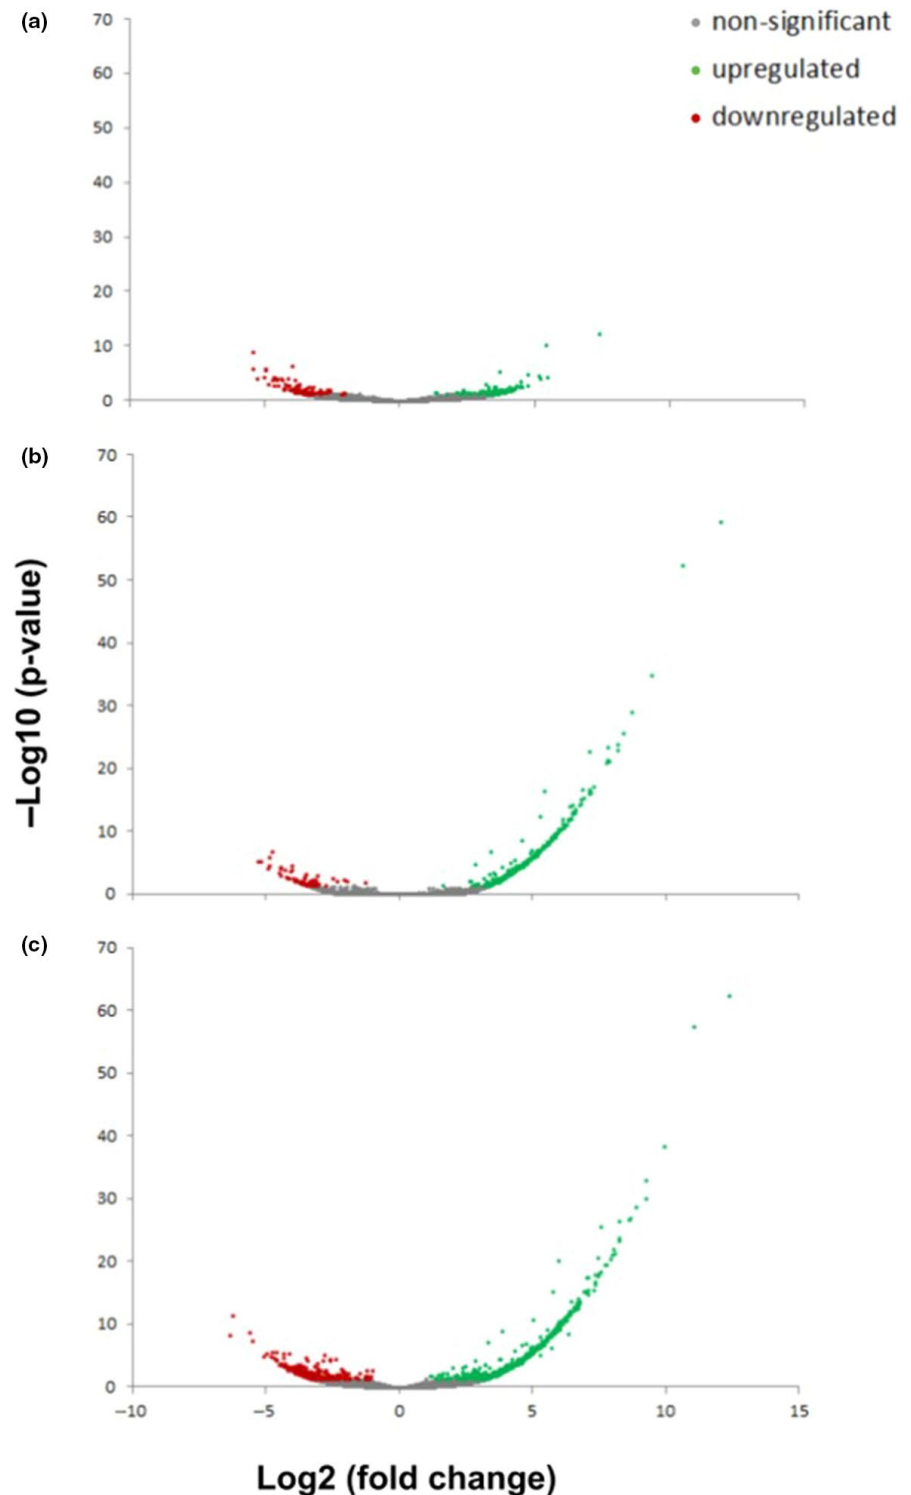 (a)
70
60
50
40
30
20
10
0
non-significant
upregulated
downregulated
(b)
70
60
50
40
30
20
10
0
–Log10 (p-value)
(c)
70
60
50
40
30
20
10
0
–10 –5 0 5 10 15
Log2 (fold change)